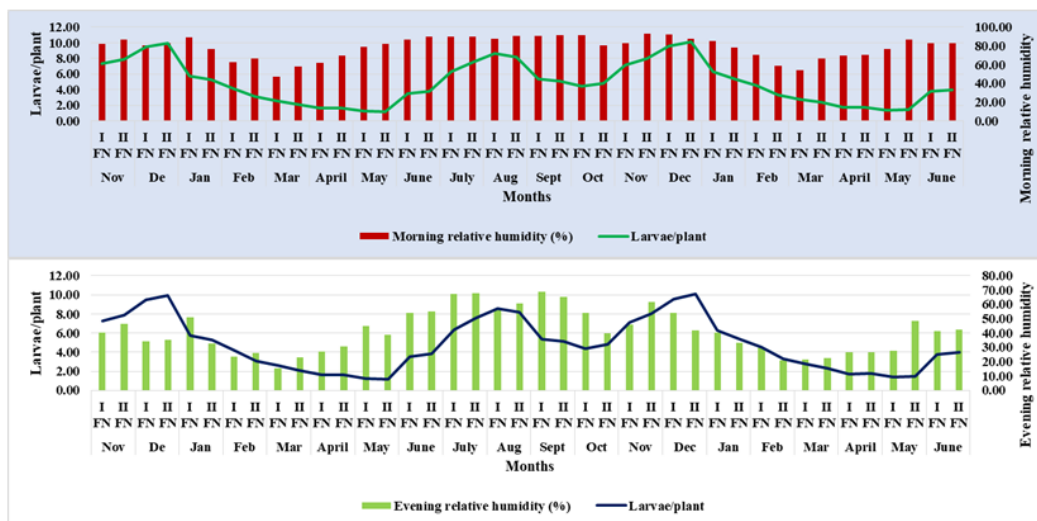 Larvae/plant
12.00 10.00 8.00 6.00 4.00 2.00 0.00
100.00 80.00 60.00 40.00 20.00 0.00
Morning relative humidity
I II I II I II I II I II I II I II I II I II I II I II I II I II I II I II I II I II I II I II I II
FN FN FN FN FN FN FN FN FN FN FN FN FN FN FN FN FN FN FN FN FN FN FN FN FN FN FN FN FN FN FN FN FN FN FN FN FN FN FN FN
Nov De Jan Feb Mar April May June July Aug Sept Oct Nov Dec Jan Feb Mar April May June
Months
Morning relative humidity (%) Larvae/plant
Larvae/plant
12.00 10.00 8.00 6.00 4.00 2.00 0.00
80.00 70.00 60.00 50.00 40.00 30.00 20.00 10.00 0.00
Evening relative humidity
I II I II I II I II I II I II I II I II I II I II I II I II I II I II I II I II I II I II I II I II
FN FN FN FN FN FN FN FN FN FN FN FN FN FN FN FN FN FN FN FN FN FN FN FN FN FN FN FN FN FN FN FN FN FN FN FN FN FN FN FN
Nov De Jan Feb Mar April May June July Aug Sept Oct Nov Dec Jan Feb Mar April May June
Months
Evening relative humidity (%) Larvae/plant